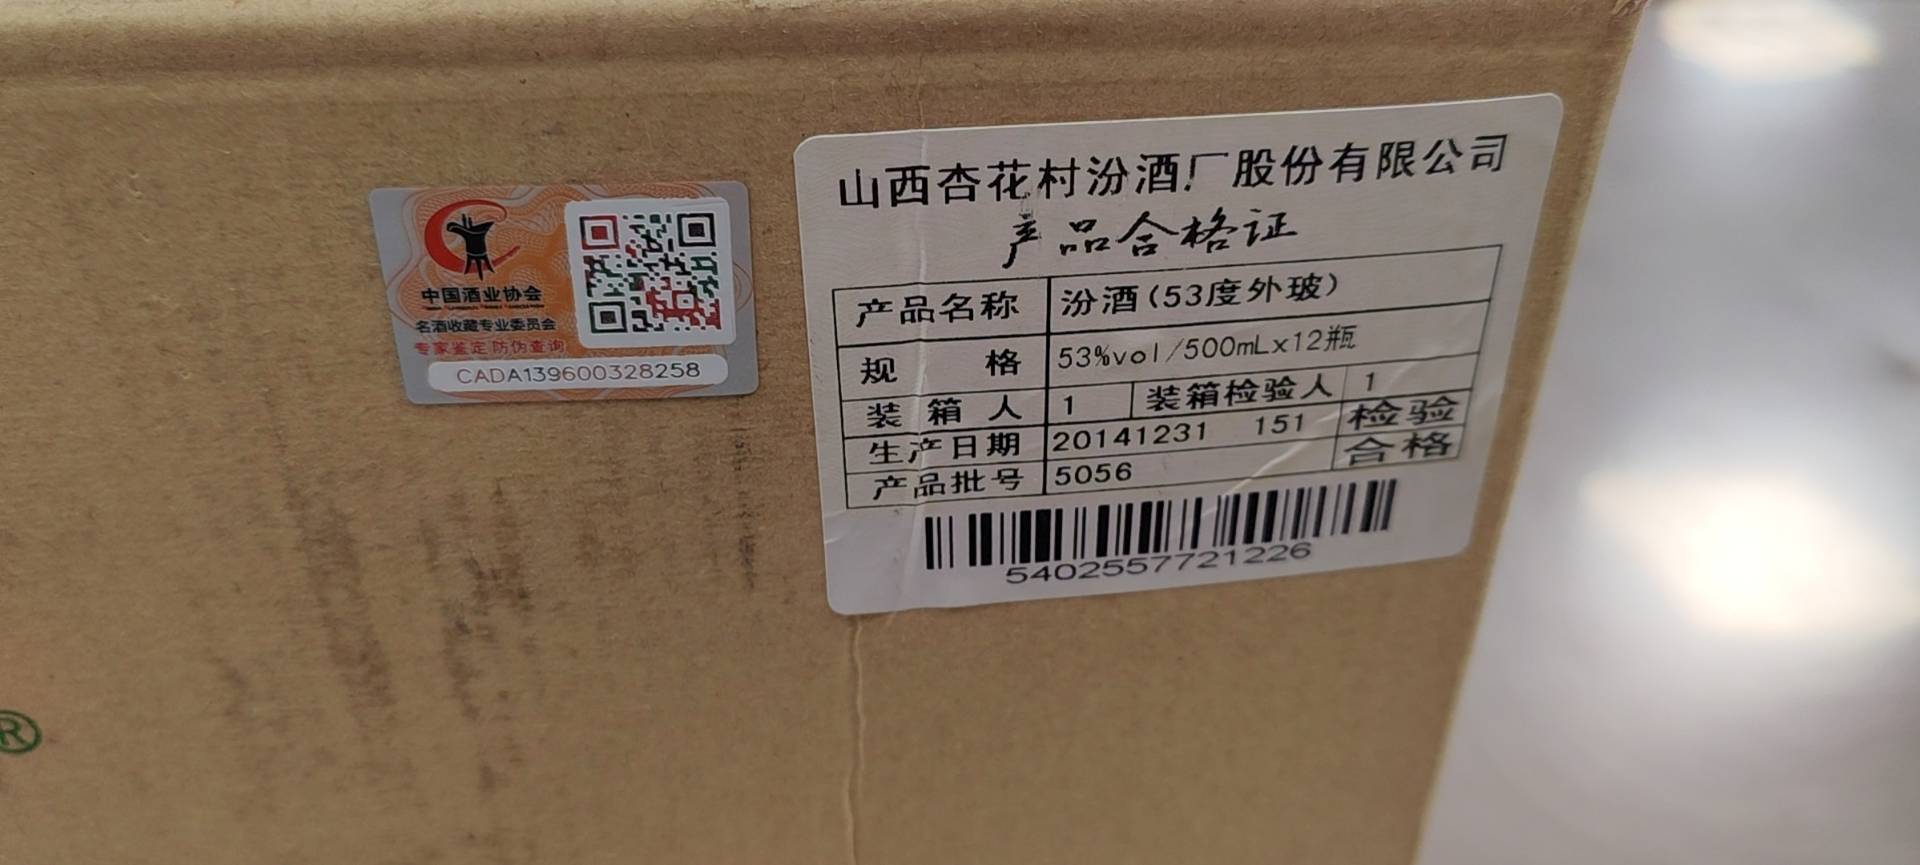 中国酒业协会
名酒收藏专业委员会
专家鉴定 防伪查询
CADA139600328258
山西杏花村汾酒厂股份有限公司
产品合格证
产品名称 汾酒(53度外玻)
规格 53%vol/500mLx12瓶
装箱人 1 装箱检验人 1
生产日期 20141231 151 检验
产品批号 5056 合格
5402557721226
®